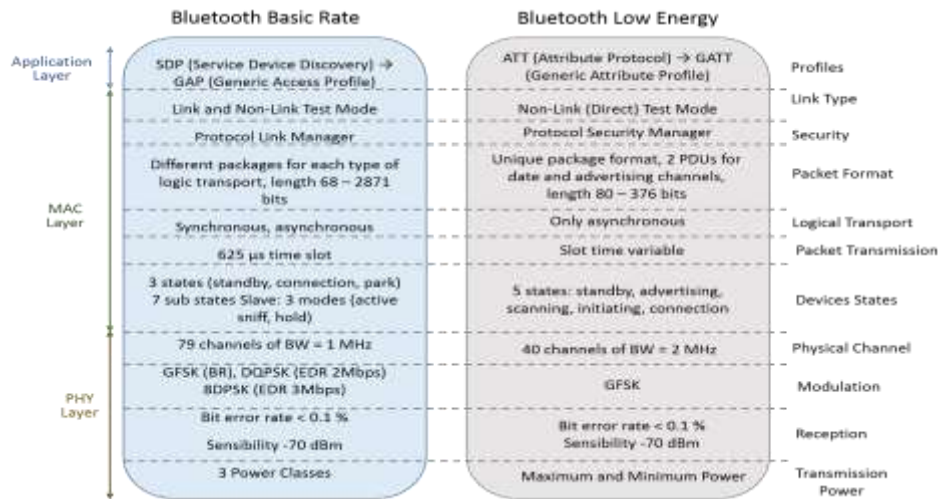 Bluetooth Basic Rate
Bluetooth Low Energy
Application
Layer
SDP (Service Device Discovery) →
GAP (Generic Access Profile)
ATT (Attribute Protocol) → GATT
(Generic Attribute Profile)
Profiles
Link and Non-Link Test Mode
Non-Link (Direct) Test Mode
Link Type
Protocol Link Manager
Protocol Security Manager
Security
Different packages for each type of
logic transport, length 68 – 2871
bits
Unique package format, 2 PDUs for
date and advertising channels,
length 80 – 376 bits
Packet Format
MAC
Layer
Synchronous, asynchronous
Only asynchronous
Logical Transport
625 µs time slot
Slot time variable
Packet Transmission
3 states (standby, connection, park)
7 sub states Slave: 3 modes (active
sniff, hold)
5 states: standby, advertising,
scanning, initiating, connection
Devices States
79 channels of BW = 1 MHz
40 channels of BW = 2 MHz
Physical Channel
PHY
Layer
GFSK (BR), DQPSK (EDR 2Mbps)
8DPSK (EDR 3Mbps)
GFSK
Modulation
Bit error rate < 0.1 %
Sensibility -70 dBm
Bit error rate < 0.1 %
Sensibility -70 dBm
Reception
3 Power Classes
Maximum and Minimum Power
Transmission
Power